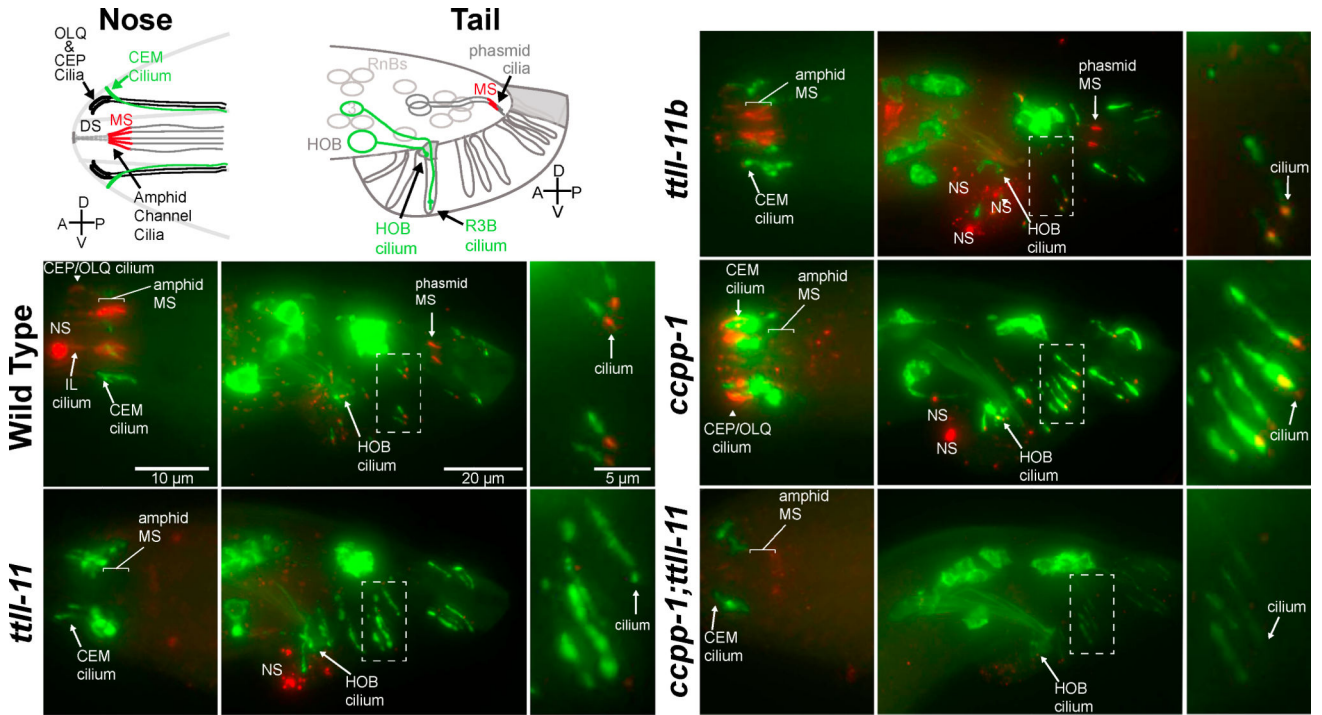 Nose
OLQ
&
CEP
Cilia
CEM
Cilium
DS
MS
Amphid
Channel
Cilia
D
A
P
V
Tail
RnBs
phasmid
cilia
MS
3
HOB
HOB
cilium
R3B
cilium
D
A
P
V
Wild Type
CEP/OLQ cilium
amphid
MS
NS
IL
cilium
CEM
cilium
10 µm
phasmid
MS
HOB
cilium
20 µm
cilium
5 µm
ttll-11
amphid
MS
CEM
cilium
NS
HOB
cilium
cilium
ttll-11b
amphid
MS
CEM
cilium
phasmid
MS
NS
NS
NS
HOB
cilium
cilium
ccpp-1
CEM
cilium
amphid
MS
CEP/OLQ
cilium
NS
NS
HOB
cilium
cilium
ccpp-1;ttll-11
amphid
MS
CEM
cilium
HOB
cilium
cilium